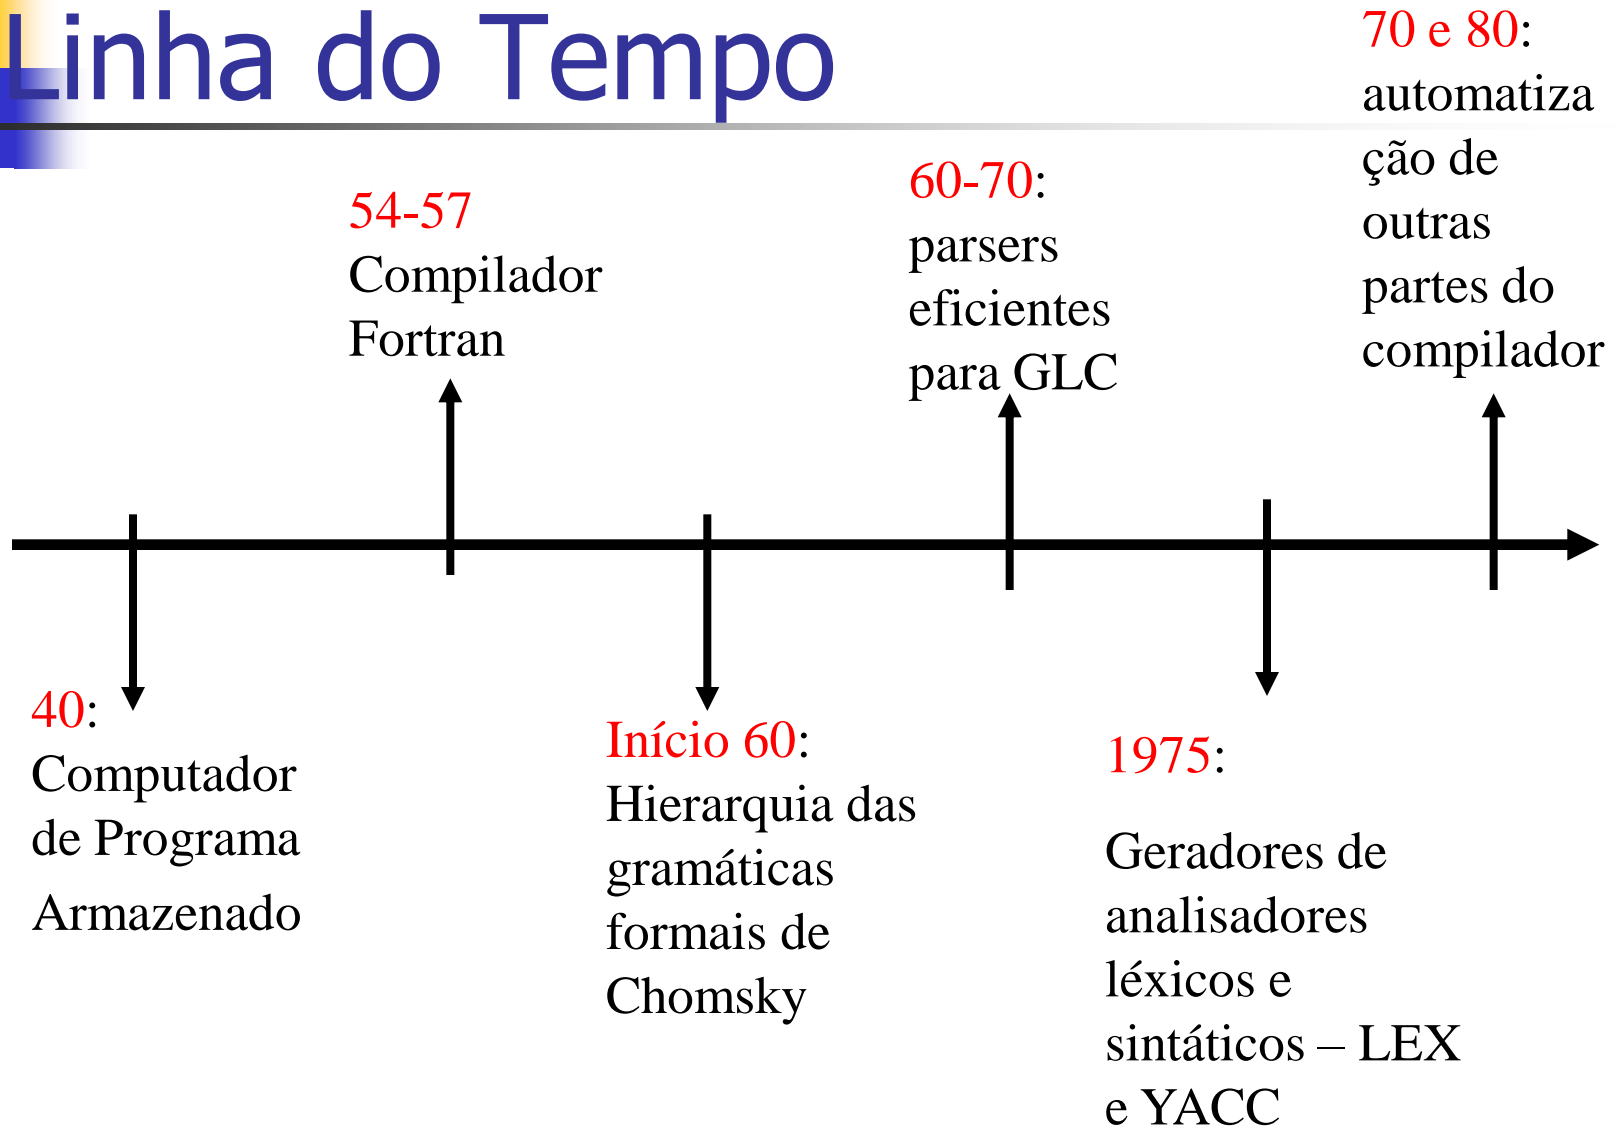 Linha do Tempo
40:
Computador
de Programa
Armazenado
54-57
Compilador
Fortran
Início 60:
Hierarquia das
gramáticas
formais de
Chomsky
60-70:
parsers
eficientes
para GLC
1975:
Geradores de
analisadores
léxicos e
sintáticos – LEX
e YACC
70 e 80:
automatiza
ção de
outras
partes do
compilador